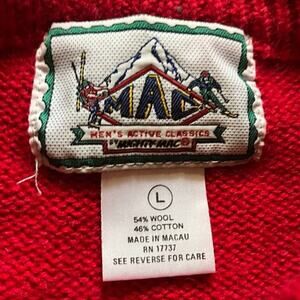 MAC
MEN'S ACTIVE CLASSICS
BY MIGHTY-MAC®
L
54% WOOL
46% COTTON
MADE IN MACAU
RN 17737
SEE REVERSE FOR CARE